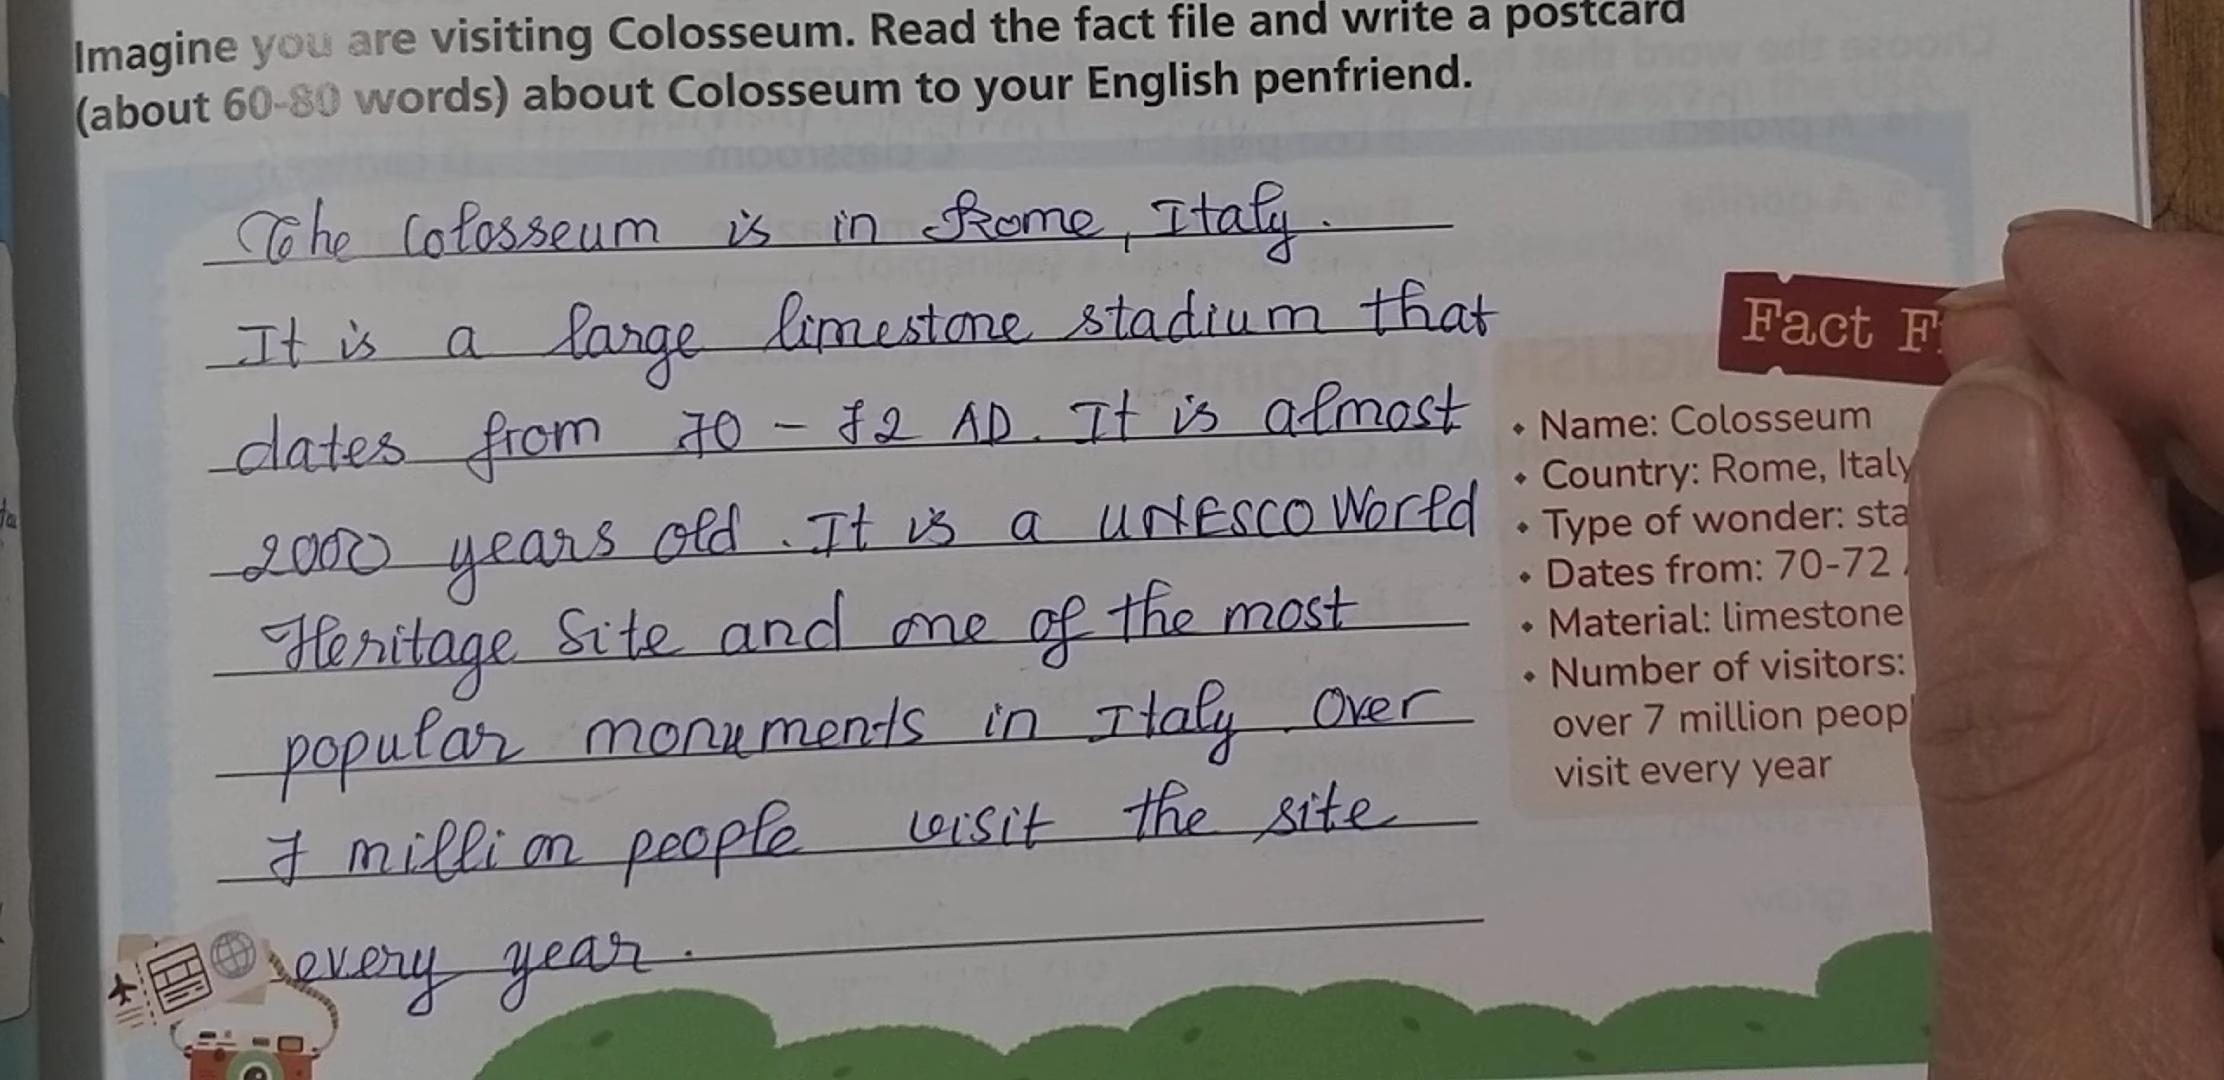 Imagine you are visiting Colosseum. Read the fact file and write a postcard
(about 60-80 words) about Colosseum to your English penfriend.
The Colosseum is in Rome, Italy.
It is a large limestone stadium that
dates from 70 - 72 AD. It is almost
2000 years old. It is a UNESCO World
Heritage Site and one of the most
popular monuments in Italy Over
7 million people visit the site
every year.
Fact F
• Name: Colosseum
• Country: Rome, Italy
• Type of wonder: sta
• Dates from: 70-72
• Material: limestone
• Number of visitors:
over 7 million peop
visit every year